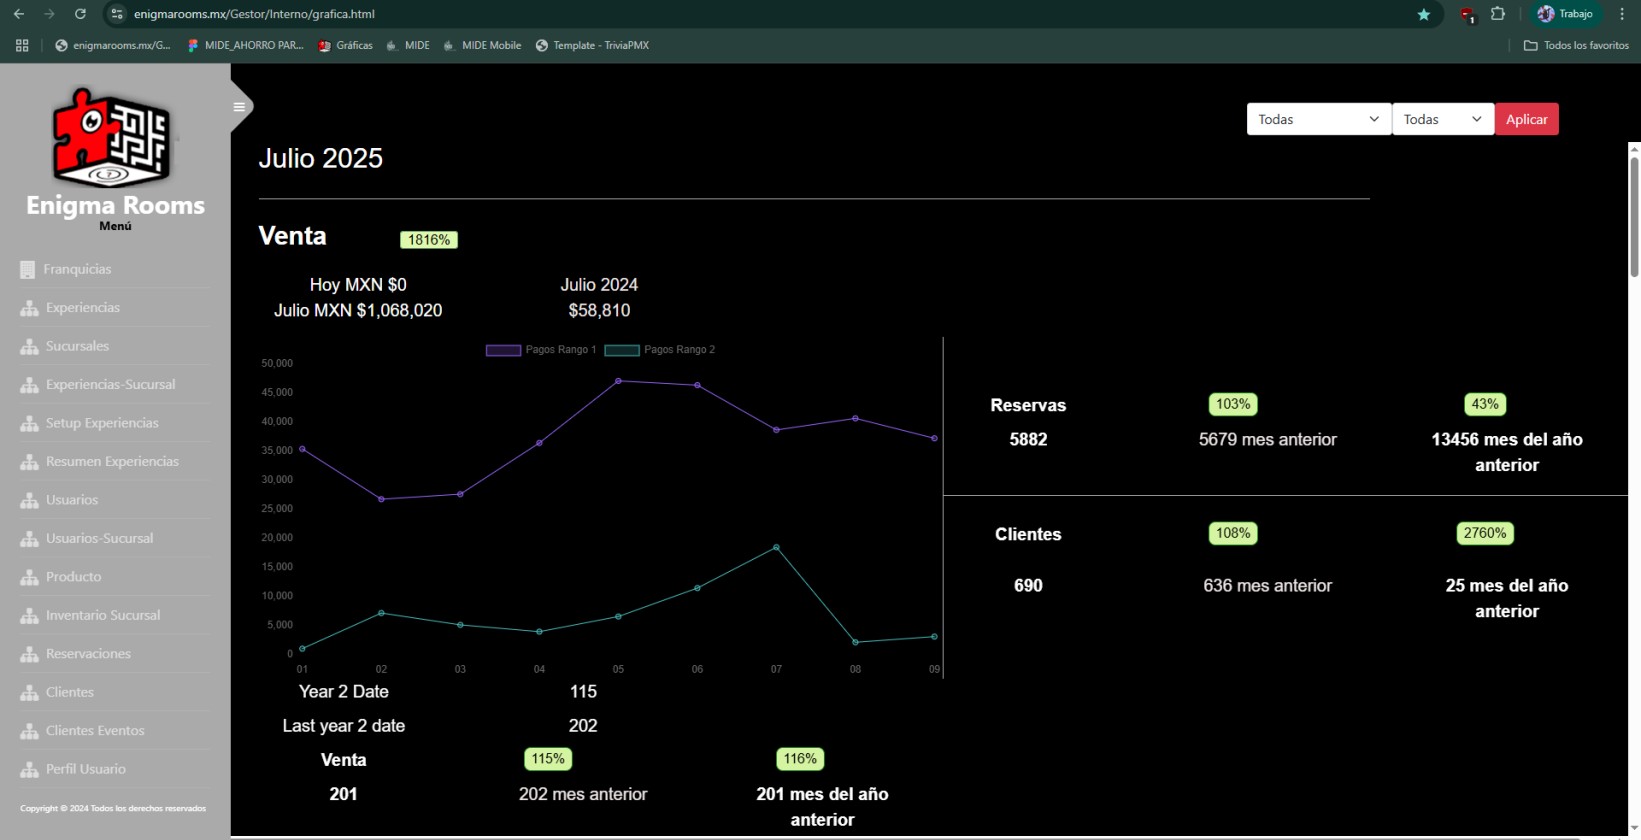 enigmarooms.mx/Gestor/Interno/grafica.html
1
Trabajo
enigmarooms.mx/G...
MIDE_AHORRO PAR...
Gráficas
MIDE
MIDE Mobile
Template - TriviaPMX
Todos los favoritos
Enigma Rooms
Menú
Franquicias
Experiencias
Sucursales
Experiencias-Sucursal
Setup Experiencias
Resumen Experiencias
Usuarios
Usuarios-Sucursal
Producto
Inventario Sucursal
Reservaciones
Clientes
Clientes Eventos
Perfil Usuario
Copyright © 2024 Todos los derechos reservados
Todas
Todas
Aplicar
Julio 2025
Venta
1816%
Hoy MXN $0
Julio 2024
Julio MXN $1,068,020
$58,810
Pagos Rango 1
Pagos Rango 2
50,000
45,000
40,000
35,000
30,000
25,000
20,000
15,000
10,000
5,000
0
01 02 03 04 05 06 07 08 09
Reservas
103%
43%
5882
5679 mes anterior
13456 mes del año
anterior
Clientes
108%
2760%
690
636 mes anterior
25 mes del año
anterior
Year 2 Date
115
Last year 2 date
202
Venta
115%
116%
201
202 mes anterior
201 mes del año
anterior